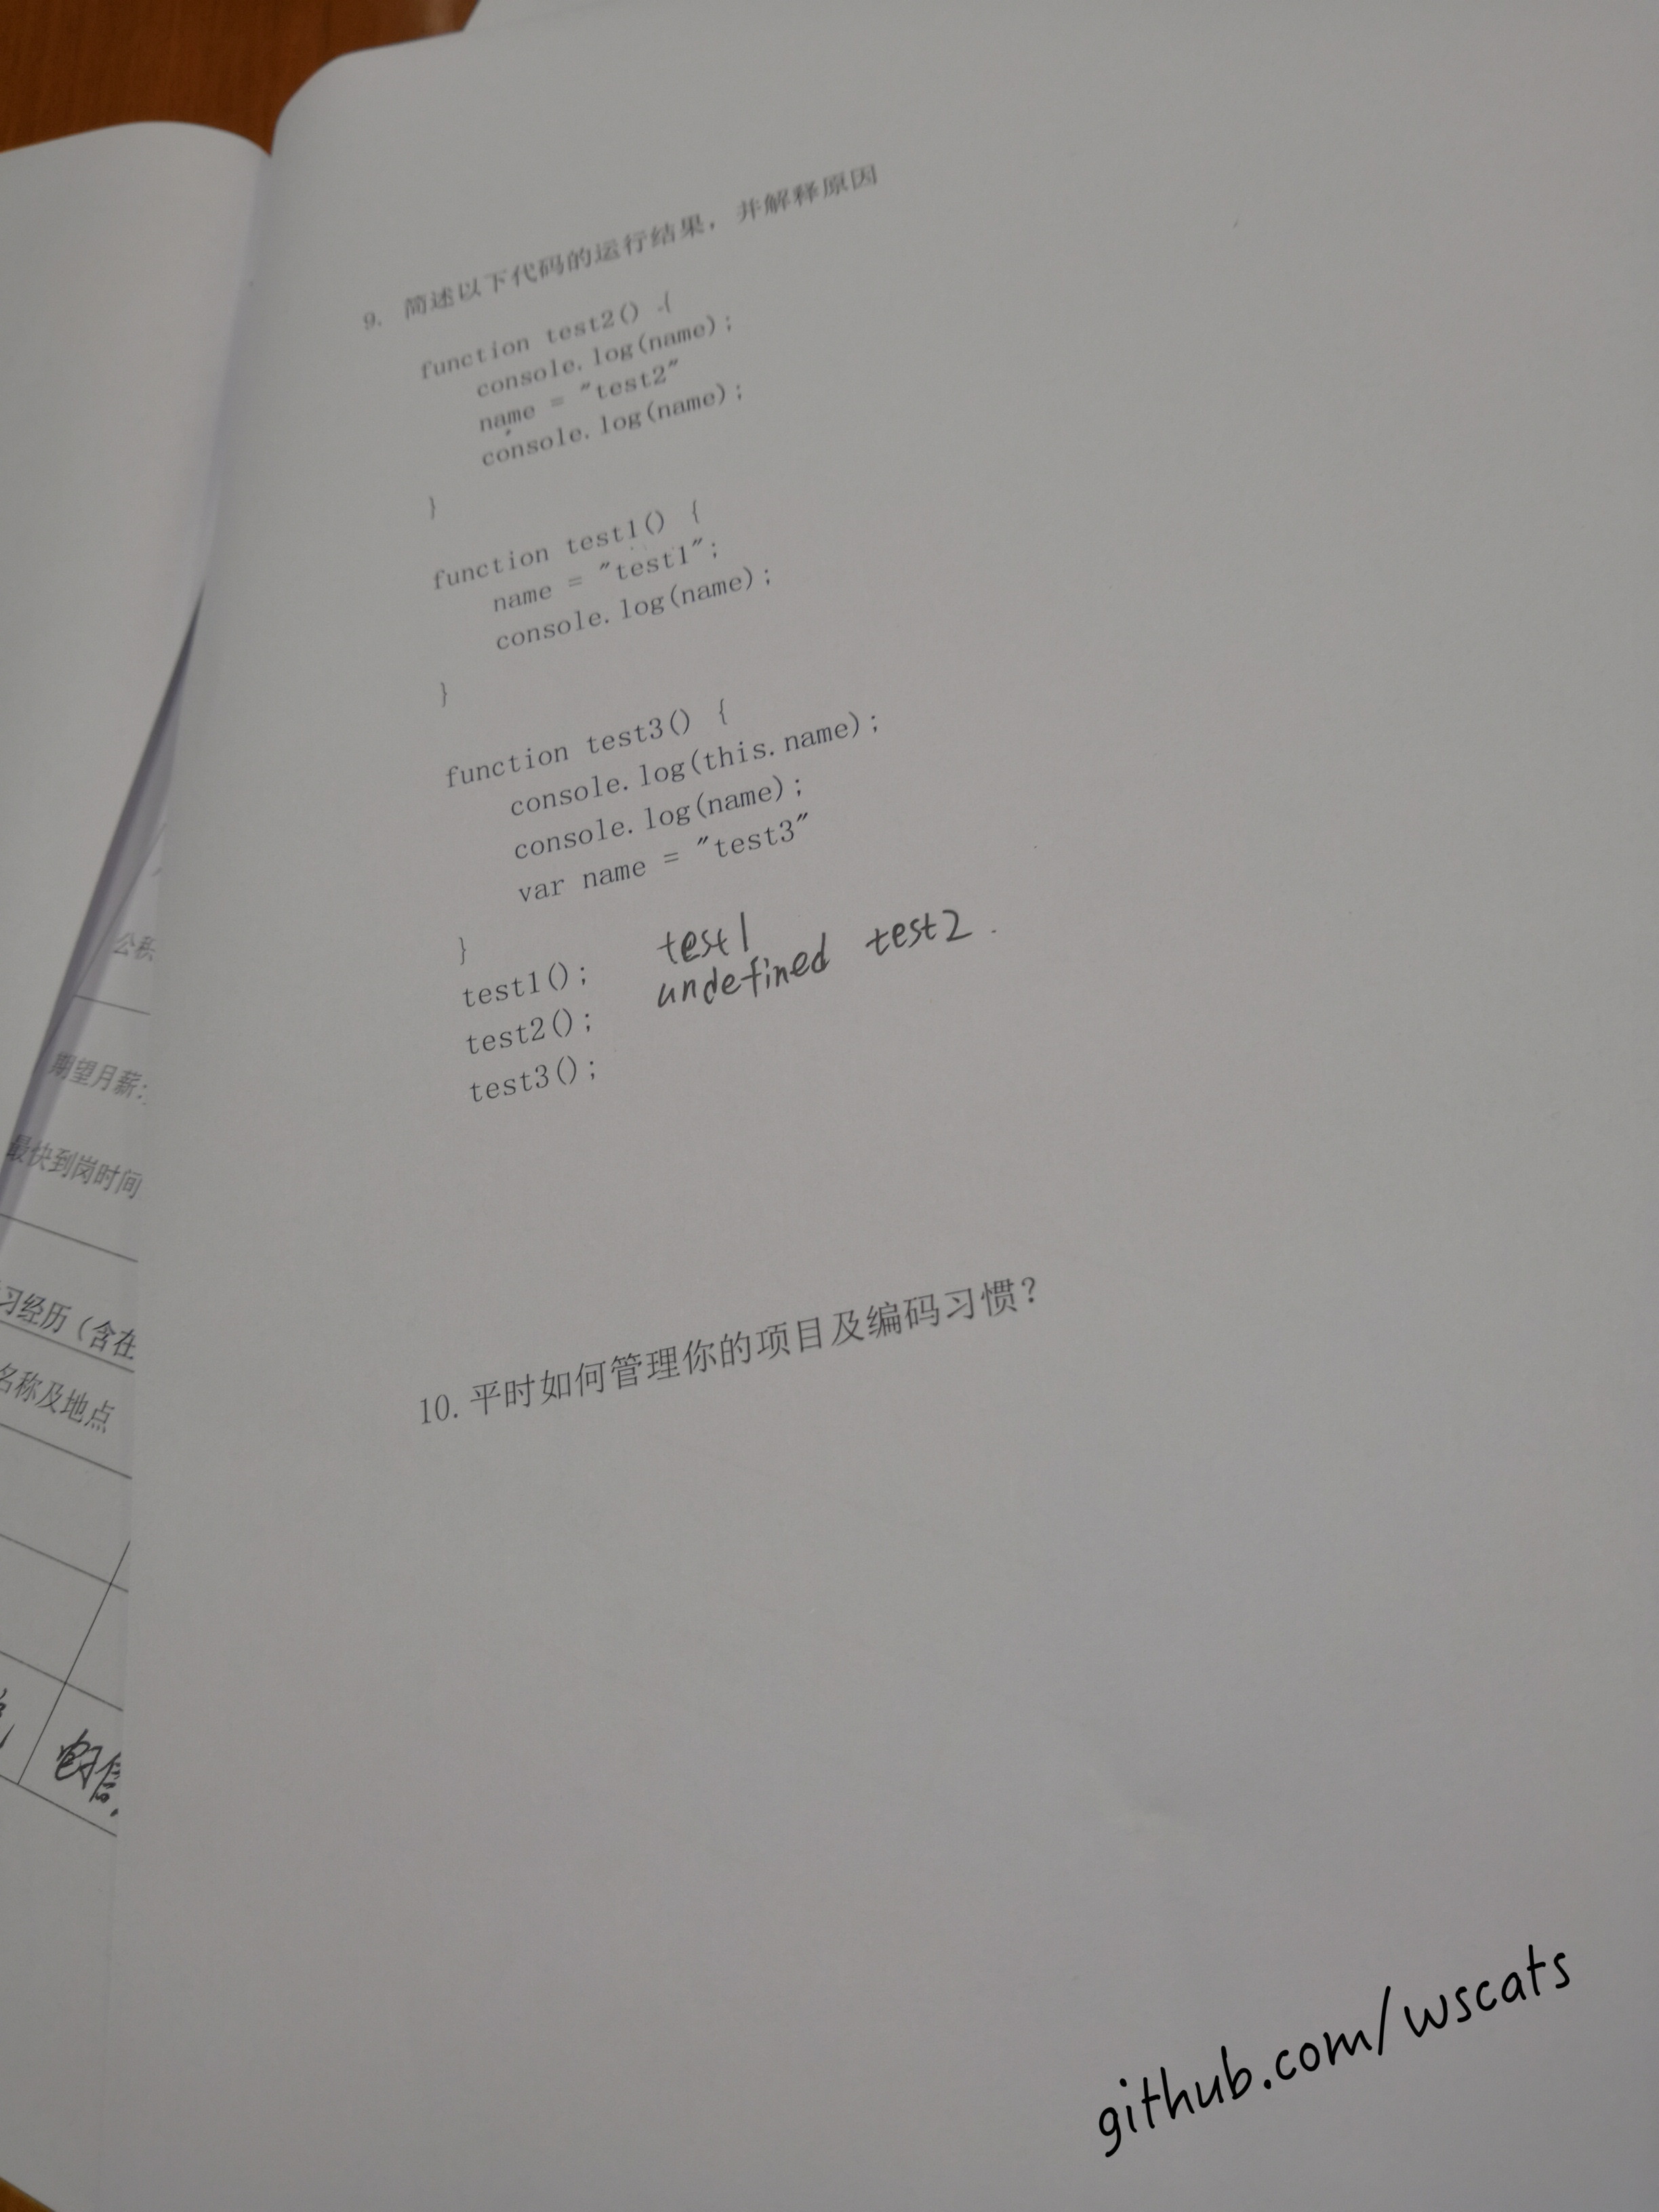 9. 简述以下代码的运行结果，并解释原因
function test2() {
console.log(name);
name = "test2"
console.log(name);
}
function test1() {
name = "test1";
console.log(name);
}
function test3() {
console.log(this.name);
console.log(name);
var name = "test3"
}
test1(); test1
test2(); undefined test2.
test3();
10. 平时如何管理你的项目及编码习惯？
公积
期望月薪：
最快到岗时间
习经历（含在
名称及地点
github.com/wscats